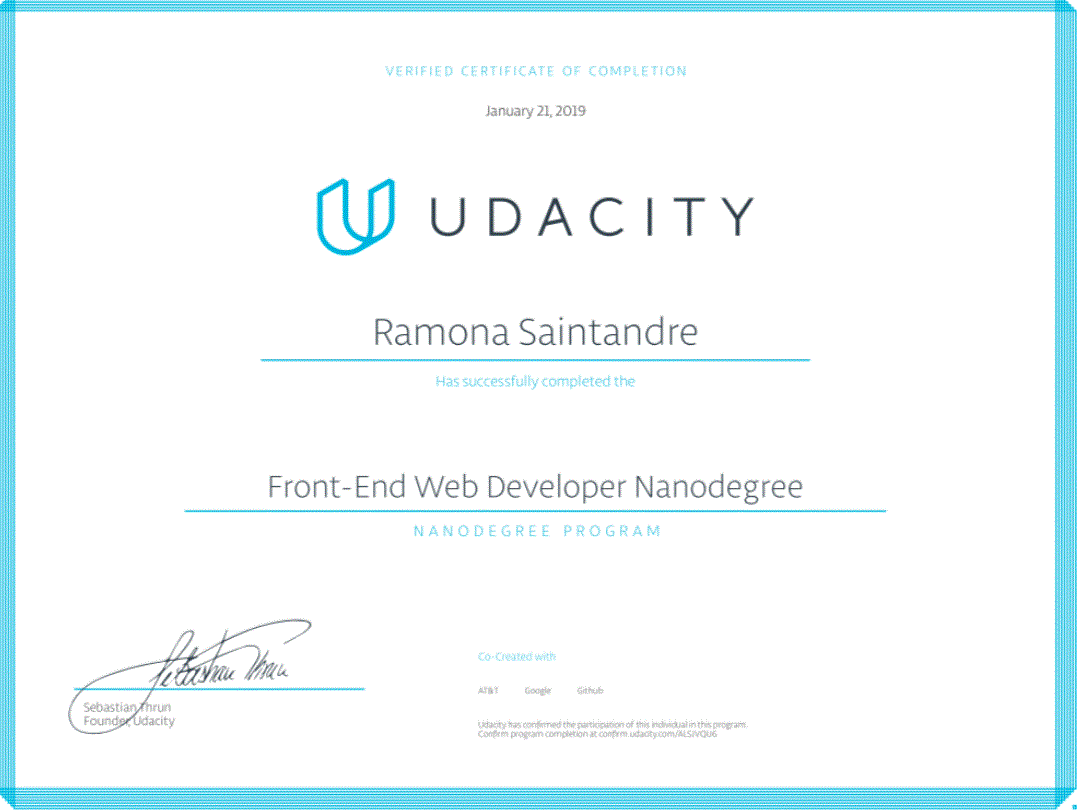 VERIFIED CERTIFICATE OF COMPLETION
January 21, 2019
UDACITY
Ramona Saintandre
Has successfully completed the
Front-End Web Developer Nanodegree
NANODEGREE PROGRAM
Sebastian Thrun
Sebastian Thrun
Founder, Udacity
Co-Created with
AT&T Google Github
Udacity has confirmed the participation of this individual in this program.
Confirm program completion at confirm.udacity.com/ALSJVQU6